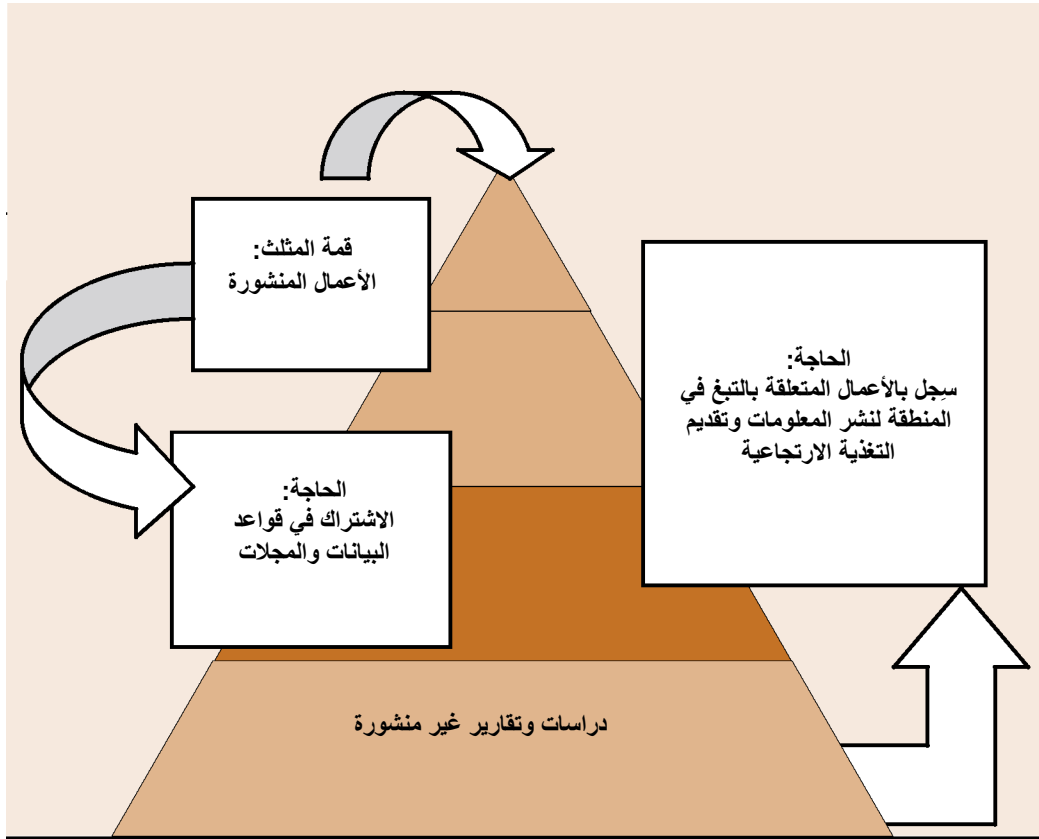 قمة المثلث:
الأعمال المنشورة
الحاجة:
سِجل بالأعمال المتعلقة بالتبغ في
المنطقة لنشر المعلومات وتقديم
التغذية الارتجاعية
الحاجة:
الاشتراك في قواعد
البيانات والمجلات
دراسات وتقارير غير منشورة